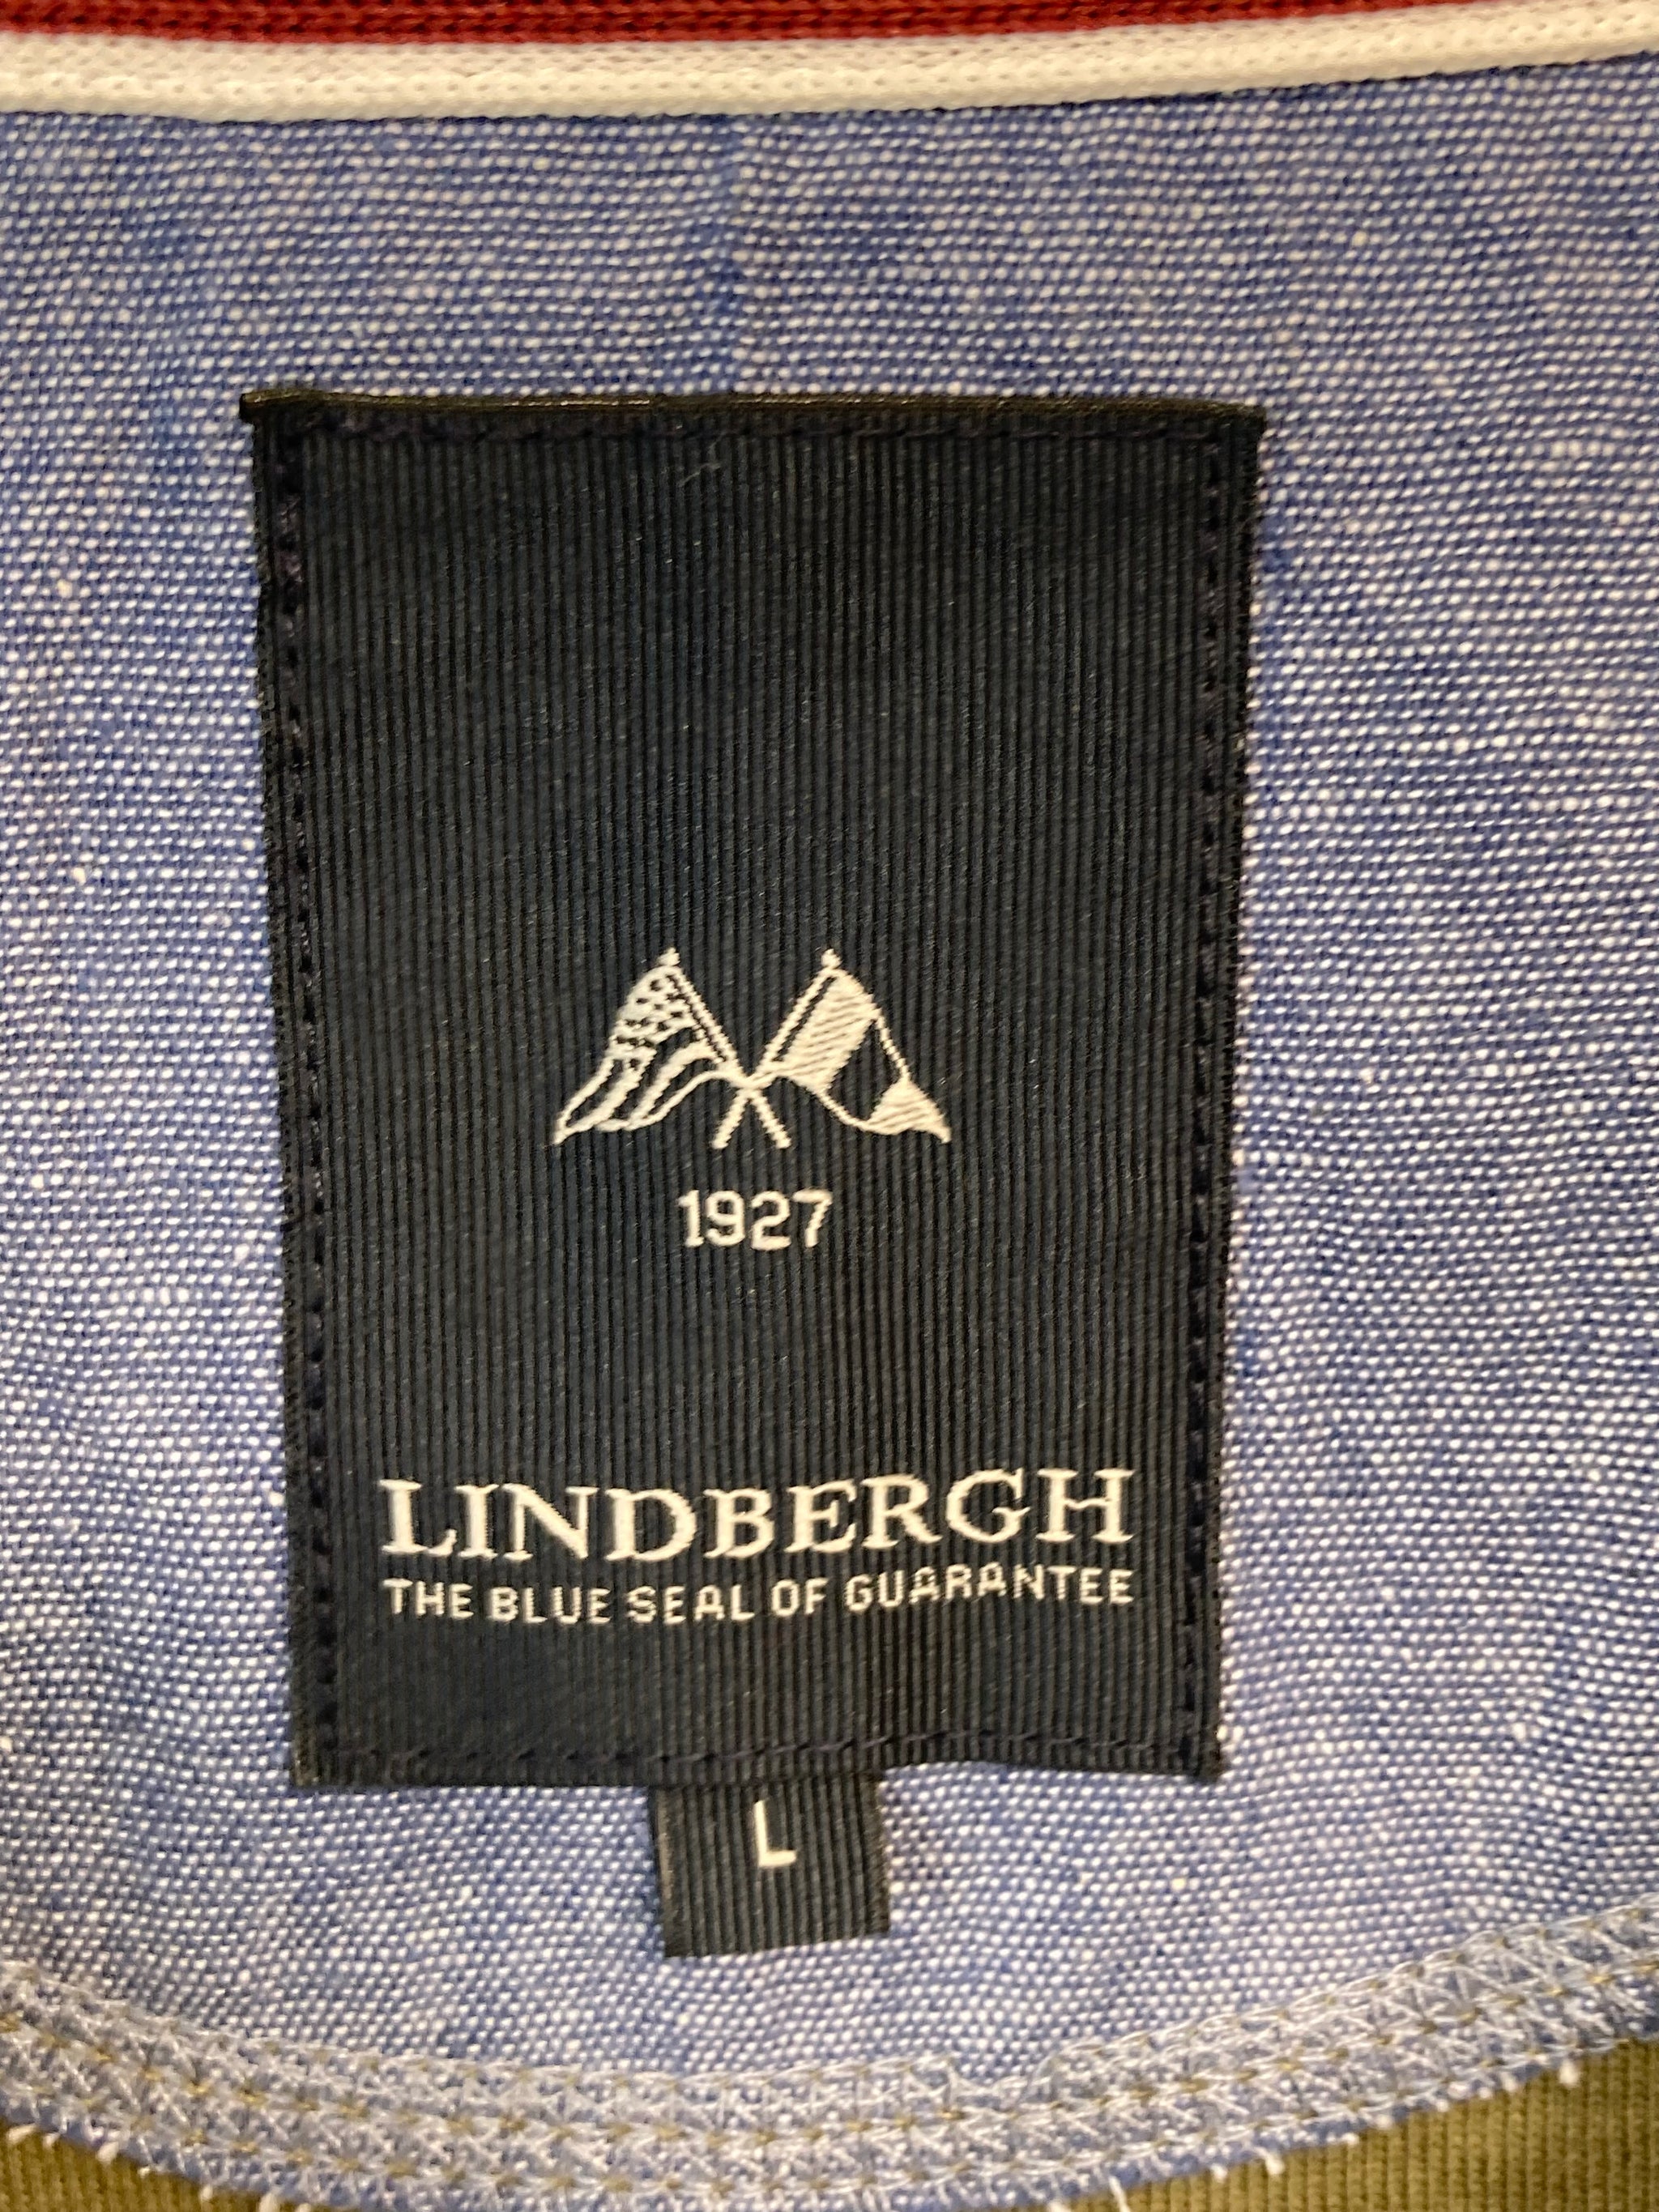 1927
LINDBERGH
THE BLUE SEAL OF GUARANTEE
L